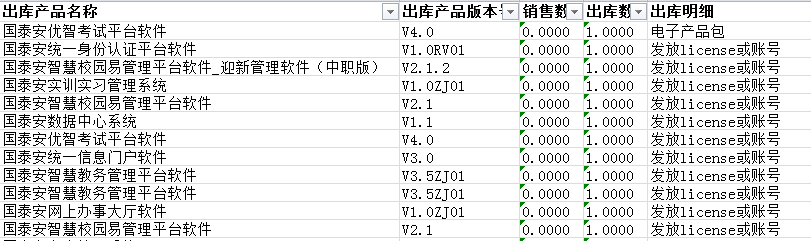 出库产品名称 出库产品版本号 销售数 出库数 出库明细
国泰安优智考试平台软件 V4.0 0.0000 1.0000 电子产品包
国泰安统一身份认证平台软件 V1.0RV01 0.0000 1.0000 发放license或账号
国泰安智慧校园易管理平台软件_迎新管理软件（中职版） V2.1.2 0.0000 1.0000 发放license或账号
国泰安实训实习管理系统 V1.0ZJ01 0.0000 1.0000 发放license或账号
国泰安智慧校园易管理平台软件 V2.1 0.0000 1.0000 发放license或账号
国泰安数据中心系统 V1.1 0.0000 1.0000 发放license或账号
国泰安优智考试平台软件 V4.0 0.0000 1.0000 发放license或账号
国泰安统一信息门户软件 V3.0 0.0000 1.0000 发放license或账号
国泰安智慧教务管理平台软件 V3.5ZJ01 0.0000 1.0000 发放license或账号
国泰安智慧教务管理平台软件 V3.5ZJ01 0.0000 1.0000 发放license或账号
国泰安网上办事大厅软件 V1.0ZJ01 0.0000 1.0000 发放license或账号
国泰安智慧校园易管理平台软件 V2.1 0.0000 1.0000 发放license或账号